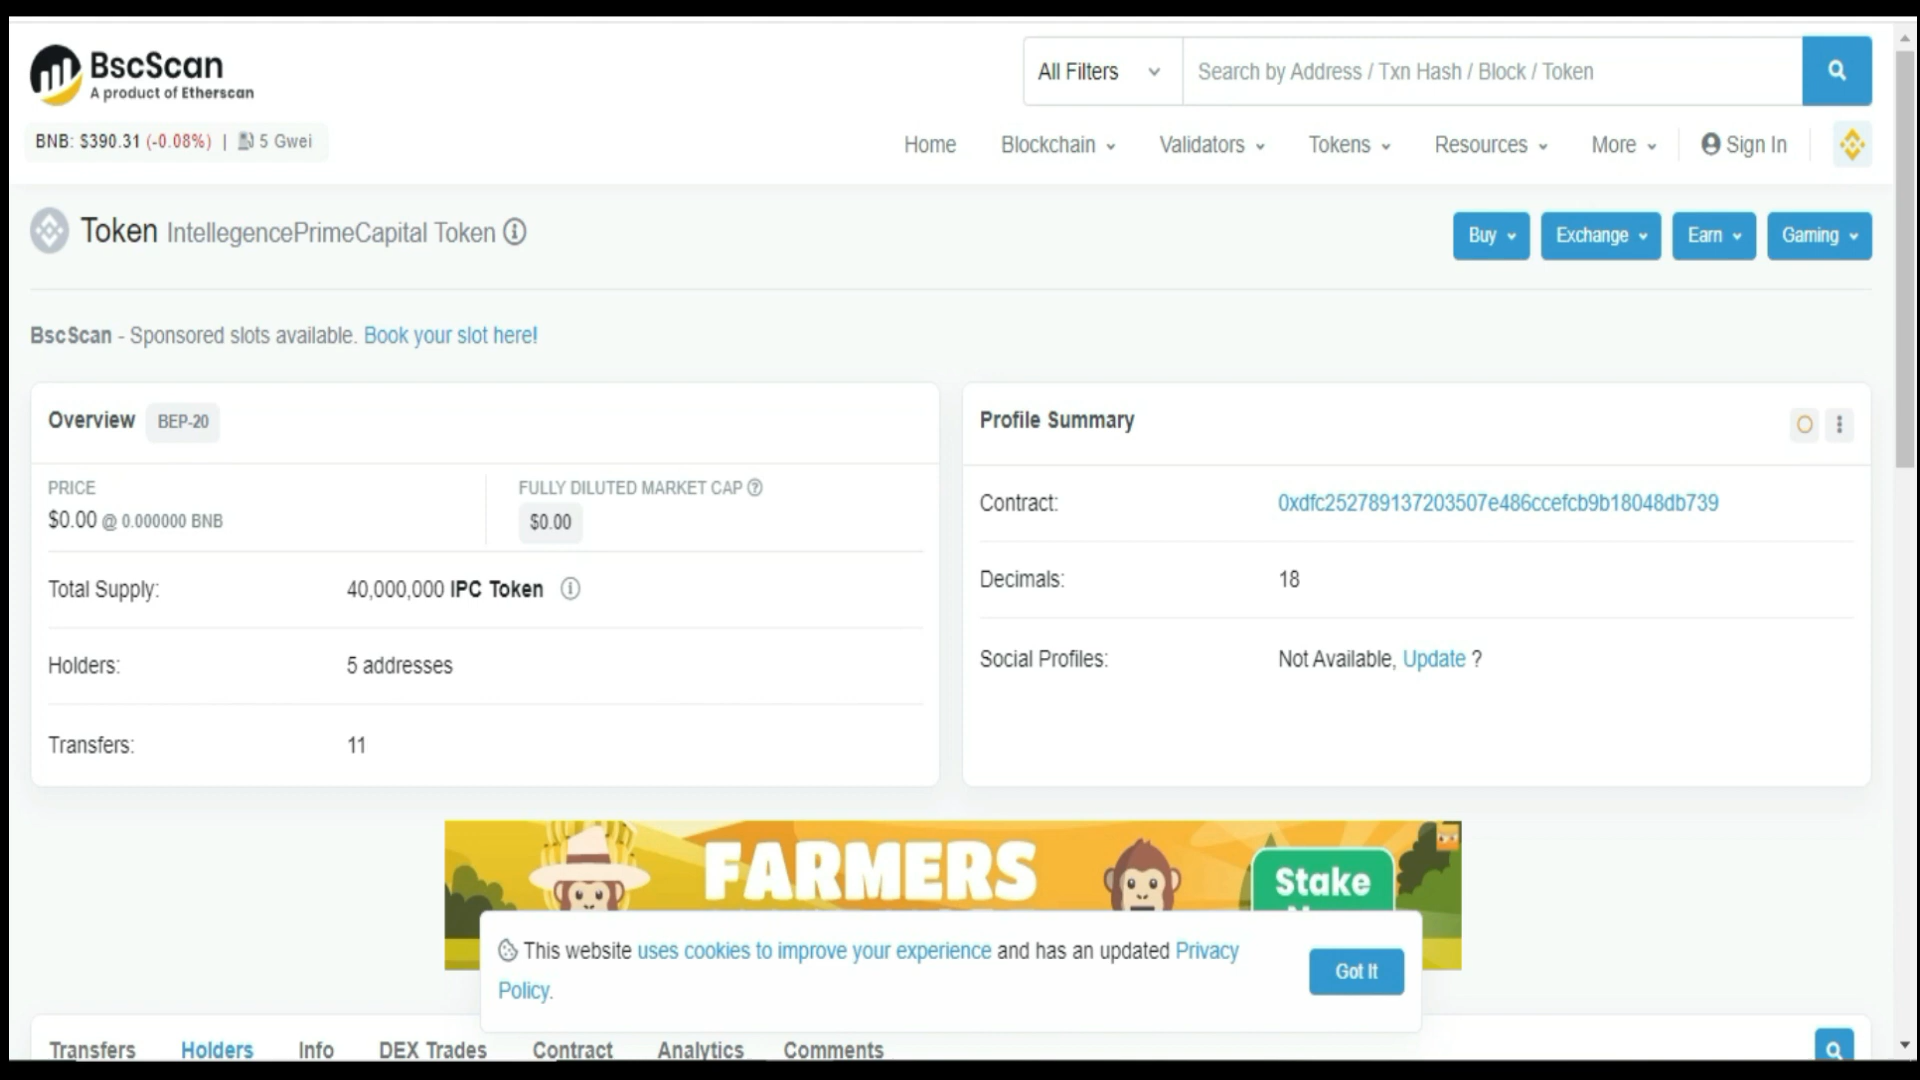 BscScan
A product of Etherscan
All Filters
Search by Address / Txn Hash / Block / Token
BNB: $390.31 (-0.08%) | 5 Gwei
Home Blockchain Validators Tokens Resources More Sign In
Token IntellegencePrimeCapital Token
Buy Exchange Earn Gaming
BscScan - Sponsored slots available. Book your slot here!
Overview BEP-20
PRICE
$0.00 @ 0.000000 BNB
FULLY DILUTED MARKET CAP
$0.00
Total Supply: 40,000,000 IPC Token
Holders: 5 addresses
Transfers: 11
Profile Summary
Contract: 0xdfc252789137203507e486ccefcb9b18048db739
Decimals: 18
Social Profiles: Not Available, Update ?
FARMERS
Stake
This website uses cookies to improve your experience and has an updated Privacy
Policy.
Got It
Transfers Holders Info DEX Trades Contract Analytics Comments